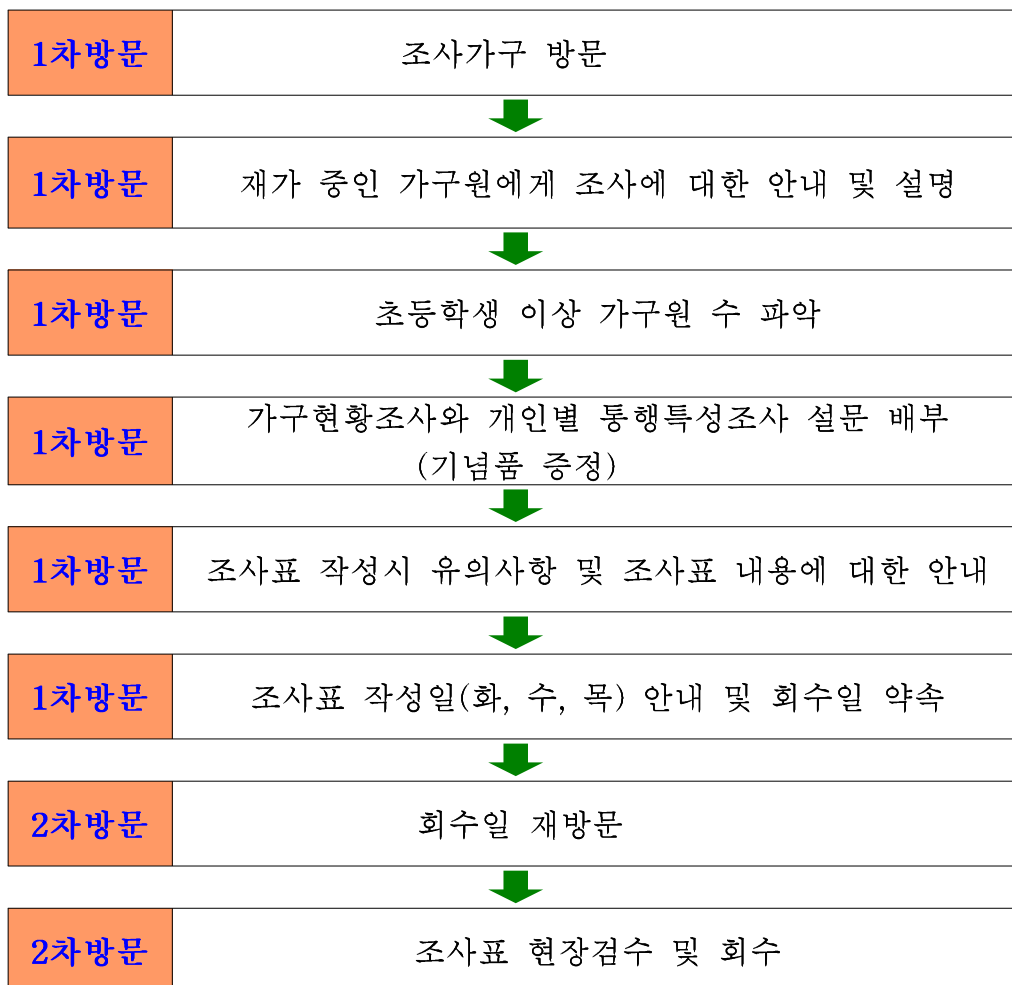 1차방문 조사가구 방문
1차방문 재가 중인 가구원에게 조사에 대한 안내 및 설명
1차방문 초등학생 이상 가구원 수 파악
1차방문 가구현황조사와 개인별 통행특성조사 설문 배부
(기념품 증정)
1차방문 조사표 작성시 유의사항 및 조사표 내용에 대한 안내
1차방문 조사표 작성일(화, 수, 목) 안내 및 회수일 약속
2차방문 회수일 재방문
2차방문 조사표 현장검수 및 회수